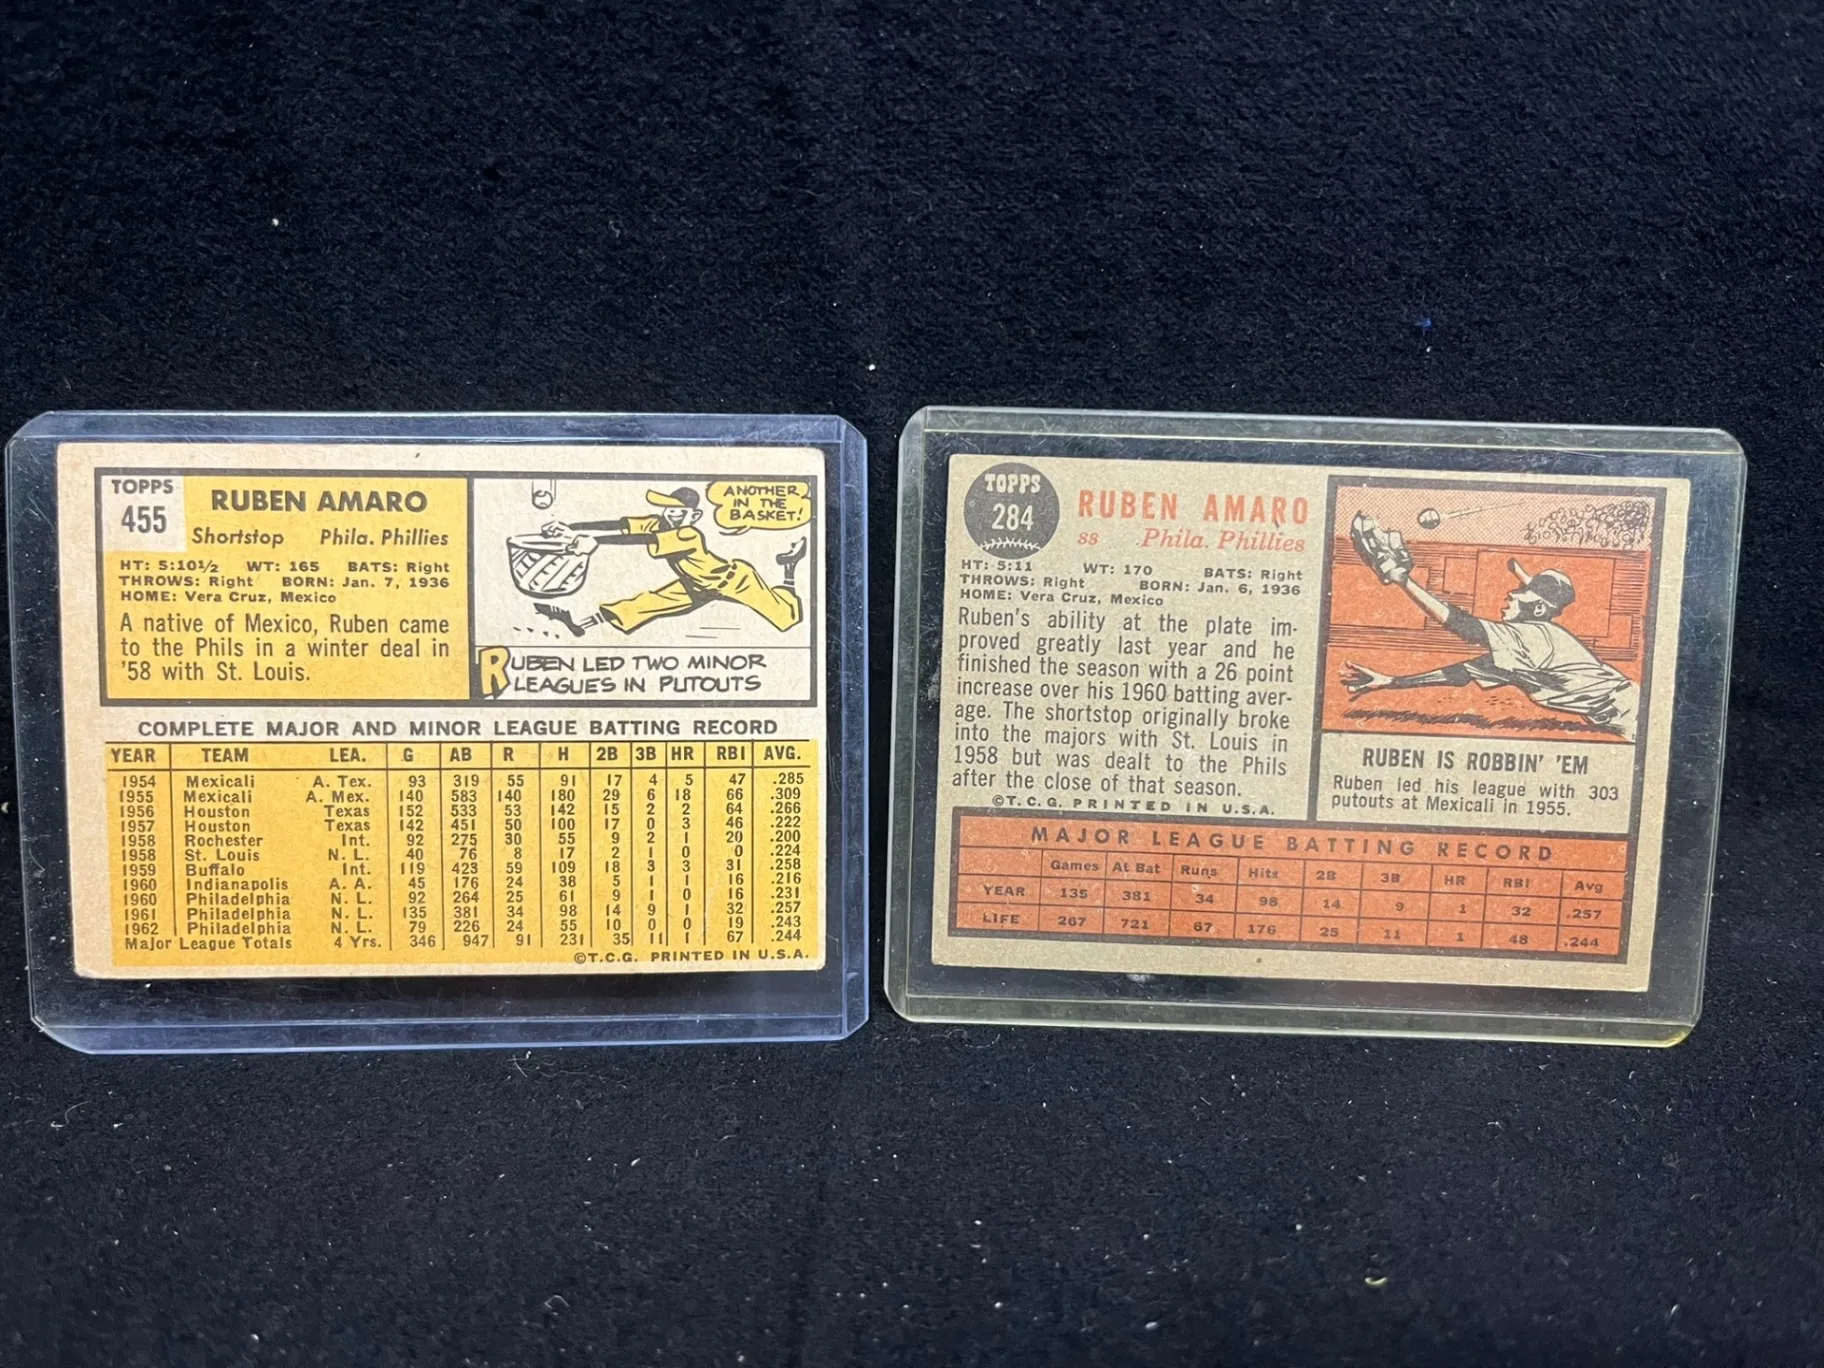 TOPPS
455
RUBEN AMARO
Shortstop Phila. Phillies
HT: 5:10½ WT: 165 BATS: Right
THROWS: Right BORN: Jan. 7, 1936
HOME: Vera Cruz, Mexico
A native of Mexico, Ruben came
to the Phils in a winter deal in
'58 with St. Louis.
ANOTHER
IN THE
BASKET!
RUBEN LED TWO MINOR
LEAGUES IN PUTOUTS
COMPLETE MAJOR AND MINOR LEAGUE BATTING RECORD
YEAR TEAM LEA. G AB R H 2B 3B HR RBI AVG.
1954 Mexicali A. Tex. 93 319 55 91 17 4 5 47 .285
1955 Mexicali A. Mex. 140 583 140 180 29 6 18 66 .309
1956 Houston Texas 152 533 53 142 15 2 2 64 .266
1957 Houston Texas 142 451 50 100 17 0 3 46 .222
1958 Rochester Int. 92 275 30 55 9 2 1 20 .200
1958 St. Louis N. L. 40 76 8 17 2 1 0 0 .224
1959 Buffalo Int. 119 423 59 109 18 3 3 31 .258
1960 Indianapolis A. A. 45 176 24 38 5 1 1 16 .216
1960 Philadelphia N. L. 92 264 25 61 9 1 0 16 .231
1961 Philadelphia N. L. 135 381 34 98 14 9 1 32 .257
1962 Philadelphia N. L. 79 226 24 55 10 0 0 19 .243
Major League Totals 4 Yrs. 346 947 91 231 35 11 1 67 .244
©T.C.G. PRINTED IN U.S.A.
TOPPS
284
RUBEN AMARO
SS Phila. Phillies
HT: 5:11 WT: 170 BATS: Right
THROWS: Right BORN: Jan. 6, 1936
HOME: Vera Cruz, Mexico
Ruben's ability at the plate im-
proved greatly last year and he
finished the season with a 26 point
increase over his 1960 batting aver-
age. The shortstop originally broke
into the majors with St. Louis in
1958 but was dealt to the Phils
after the close of that season.
©T. C. G. PRINTED IN U.S.A.
RUBEN IS ROBBIN' 'EM
Ruben led his league with 303
putouts at Mexicali in 1955.
MAJOR LEAGUE BATTING RECORD
Games At Bat Runs Hits 2B 3B HR RBI Avg
YEAR 135 381 34 98 14 9 1 32 .257
LIFE 267 721 67 176 25 11 1 48 .244